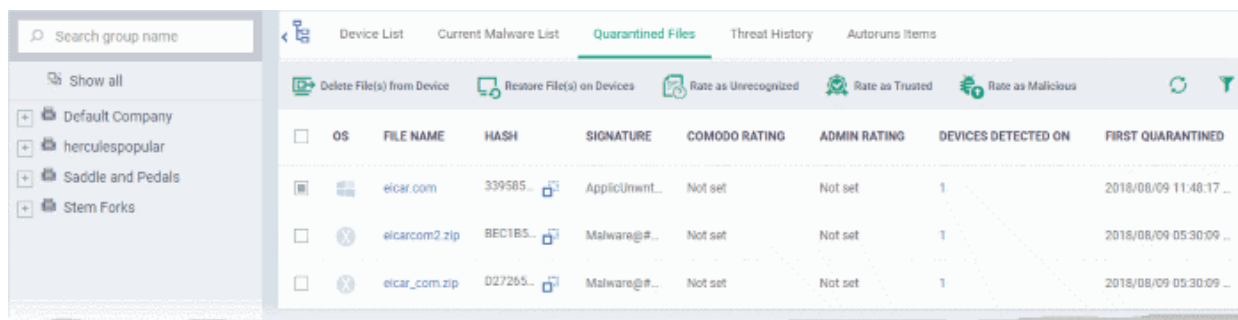 Search group name
Show all
Default Company
herculespopular
Saddle and Pedals
Stem Forks
Device List Current Malware List Quarantined Files Threat History Autoruns Items
Delete File(s) from Device Restore File(s) on Devices Rate as Unrecognized Rate as Trusted Rate as Malicious
OS FILE NAME HASH SIGNATURE COMODO RATING ADMIN RATING DEVICES DETECTED ON FIRST QUARANTINED
eicar.com 339585... ApplicUnwnt... Not set Not set 1 2018/08/09 11:48:17 ...
eicarcom2.zip BEC1B5... Malware@#... Not set Not set 1 2018/08/09 05:30:09 ...
eicar_com.zip D27265... Malware@#... Not set Not set 1 2018/08/09 05:30:09 ...